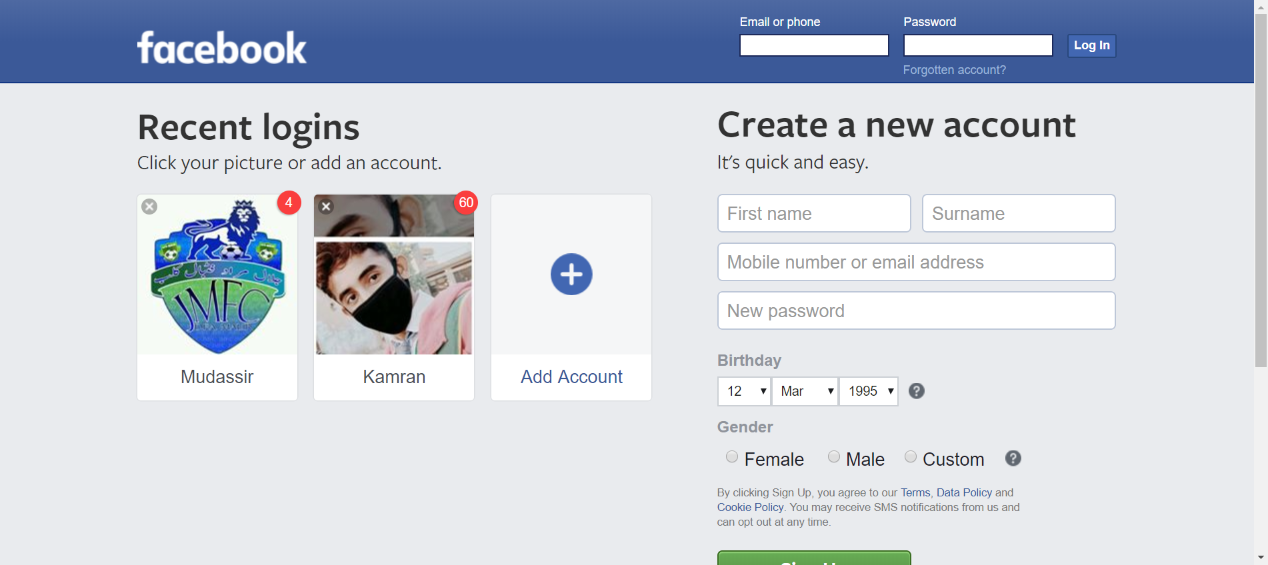 facebook
Email or phone
Password
Log In
Forgotten account?
Recent logins
Click your picture or add an account.
4
60
JMFC
Mudassir
Kamran
Add Account
Create a new account
It's quick and easy.
First name
Surname
Mobile number or email address
New password
Birthday
12
Mar
1995
?
Gender
Female
Male
Custom
?
By clicking Sign Up, you agree to our Terms, Data Policy and
Cookie Policy. You may receive SMS notifications from us and
can opt out at any time.